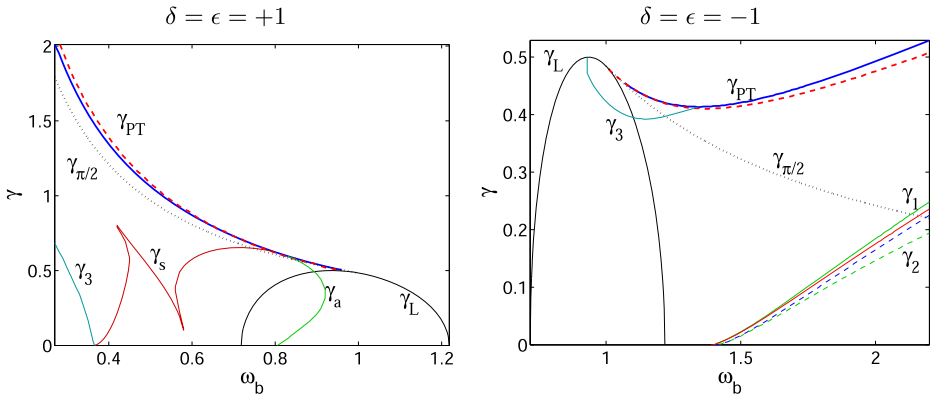 δ = ϵ = +1
2
1.5
1
0.5
0
γ
γ_PT
γ_π/2
γ_3
γ_s
γ_a
γ_L
0.4
0.6
0.8
1
1.2
ω_b
δ = ϵ = −1
0.5
0.4
0.3
0.2
0.1
0
γ
γ_L
γ_PT
γ_3
γ_π/2
γ_1
γ_2
1
1.5
2
ω_b